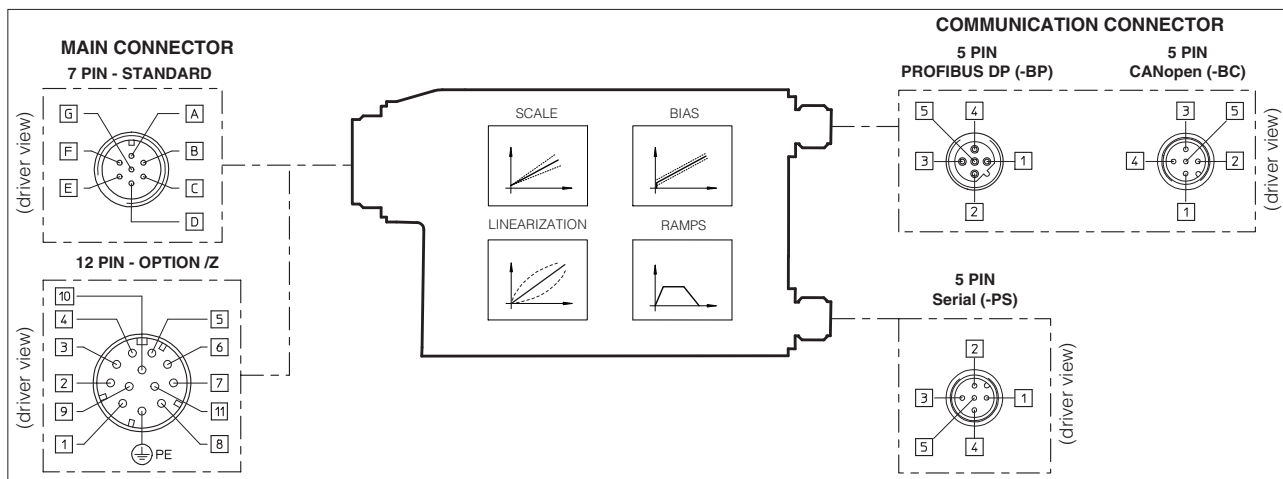 MAIN CONNECTOR
7 PIN - STANDARD
G
A
F
B
E
C
D
(driver view)
12 PIN - OPTION /Z
10
4
5
3
6
2
7
9
11
1
8
PE
(driver view)
SCALE
BIAS
LINEARIZATION
RAMPS
COMMUNICATION CONNECTOR
5 PIN
PROFIBUS DP (-BP)
5
4
3
1
2
5 PIN
CANopen (-BC)
3
5
4
2
1
(driver view)
5 PIN
Serial (-PS)
2
3
1
5
4
(driver view)